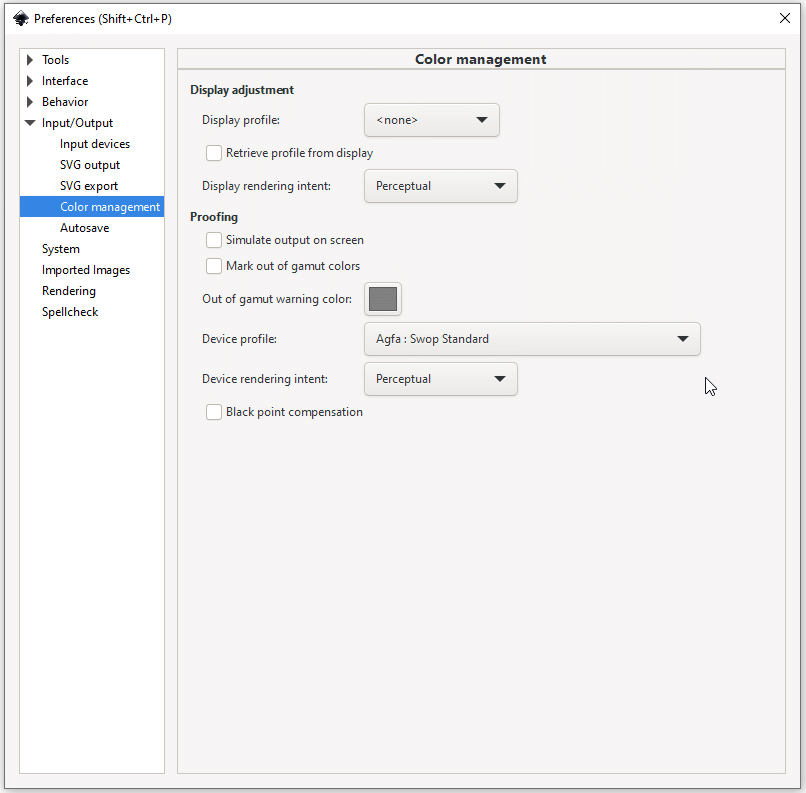 Preferences (Shift+Ctrl+P)
Tools
Interface
Behavior
Input/Output
Input devices
SVG output
SVG export
Color management
Autosave
System
Imported Images
Rendering
Spellcheck
Color management
Display adjustment
Display profile: <none>
Retrieve profile from display
Display rendering intent: Perceptual
Proofing
Simulate output on screen
Mark out of gamut colors
Out of gamut warning color:
Device profile: Agfa : Swop Standard
Device rendering intent: Perceptual
Black point compensation